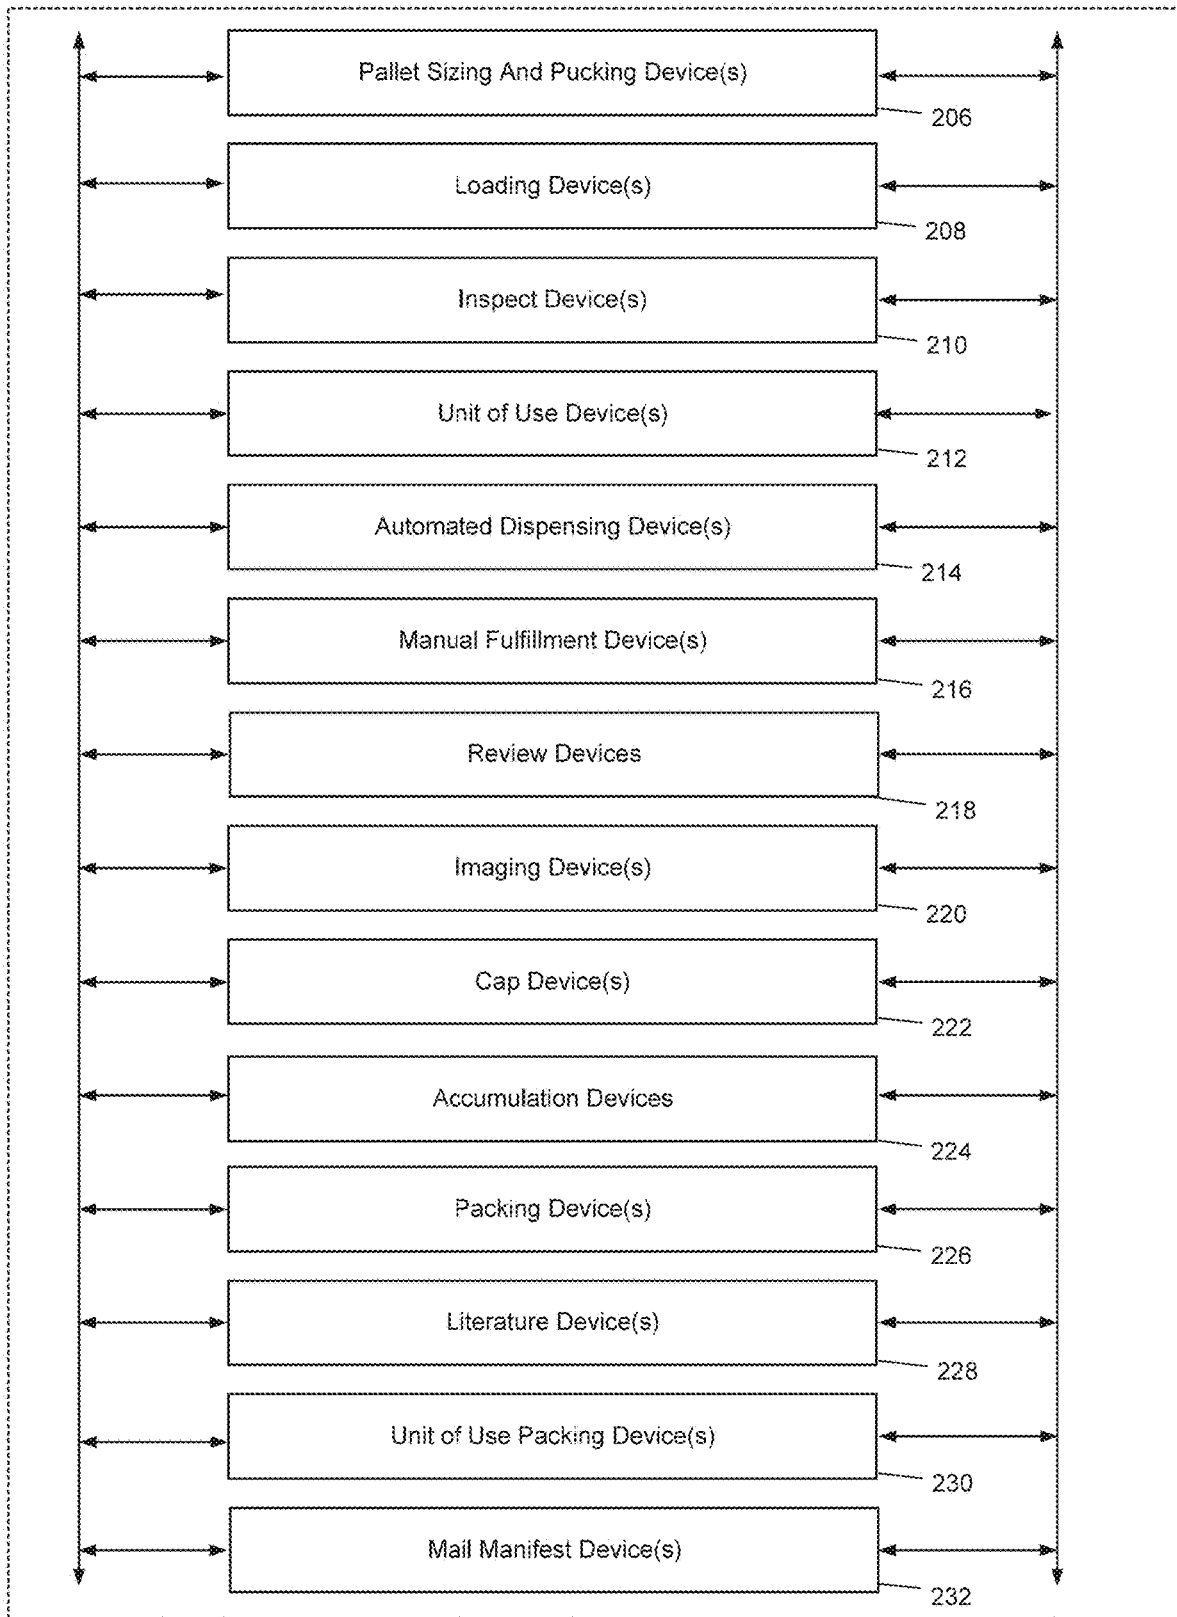 Pallet Sizing And Pucking Device(s)
206
Loading Device(s)
208
Inspect Device(s)
210
Unit of Use Device(s)
212
Automated Dispensing Device(s)
214
Manual Fulfillment Device(s)
216
Review Devices
218
Imaging Device(s)
220
Cap Device(s)
222
Accumulation Devices
224
Packing Device(s)
226
Literature Device(s)
228
Unit of Use Packing Device(s)
230
Mail Manifest Device(s)
232